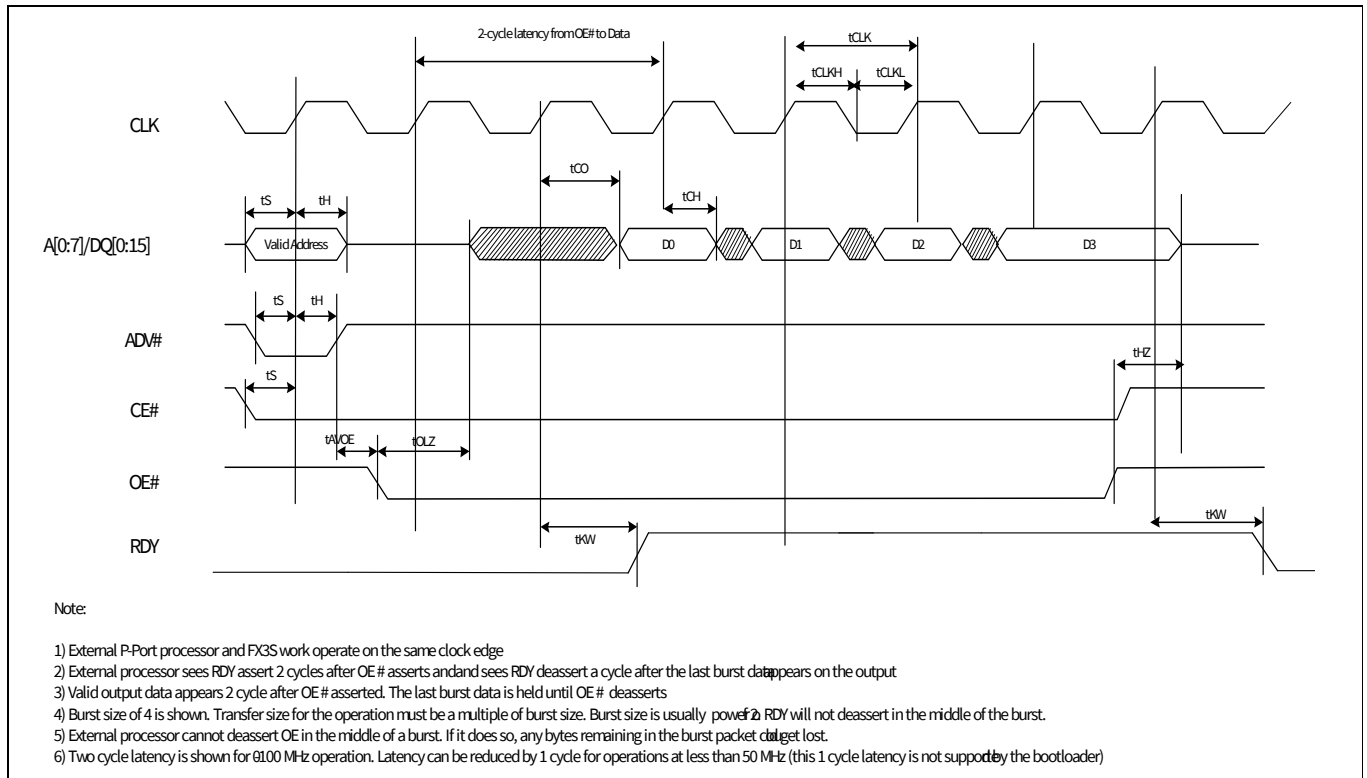 2-cycle latency from OE# to Data
tCLK
tCLKH
tCLKL
CLK
tCO
tCH
tS
tH
A[0:7]/DQ[0:15]
Valid Address
D0
D1
D2
D3
tS
tH
ADV#
tHZ
tS
CE#
tAVOE
tOLZ
OE#
tKW
tKW
RDY
Note:
1) External P-Port processor and FX3S work operate on the same clock edge
2) External processor sees RDY assert 2 cycles after OE # asserts andand sees RDY deassert a cycle after the last burst data appears on the output
3) Valid output data appears 2 cycle after OE # asserted. The last burst data is held until OE # deasserts
4) Burst size of 4 is shown. Transfer size for the operation must be a multiple of burst size. Burst size is usually power RDY will not deassert in the middle of the burst.
5) External processor cannot deassert OE in the middle of a burst. If it does so, any bytes remaining in the burst packet get lost.
6) Two cycle latency is shown for MHz operation. Latency can be reduced by 1 cycle for operations at less than 50 MHz (this 1 cycle latency is not by the bootloader)